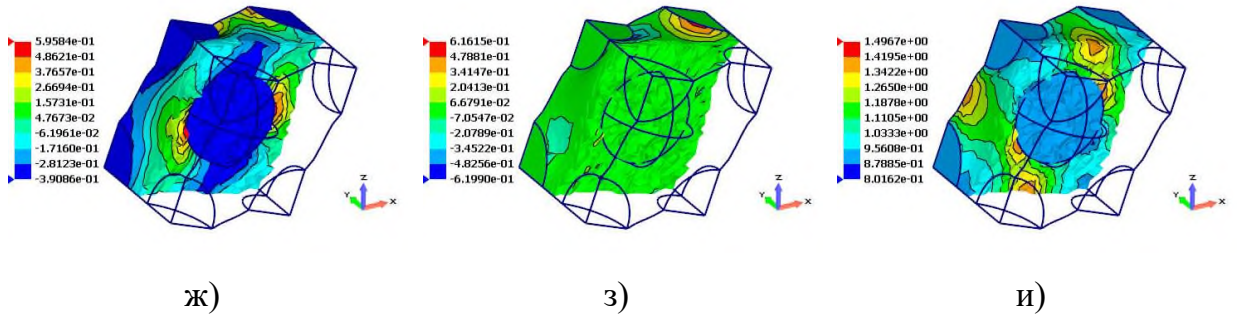 5.9584e-01
4.8621e-01
3.7657e-01
2.6694e-01
1.5731e-01
4.7673e-02
-6.1961e-02
-1.7160e-01
-2.8123e-01
-3.9086e-01
Z
Y
X
6.1615e-01
4.7881e-01
3.4147e-01
2.0413e-01
6.6791e-02
-7.0547e-02
-2.0789e-01
-3.4522e-01
-4.8256e-01
-6.1990e-01
Z
Y
X
1.4967e+00
1.4195e+00
1.3422e+00
1.2650e+00
1.1878e+00
1.1105e+00
1.0333e+00
9.5608e-01
8.7885e-01
8.0162e-01
Z
Y
X
ж) з) и)